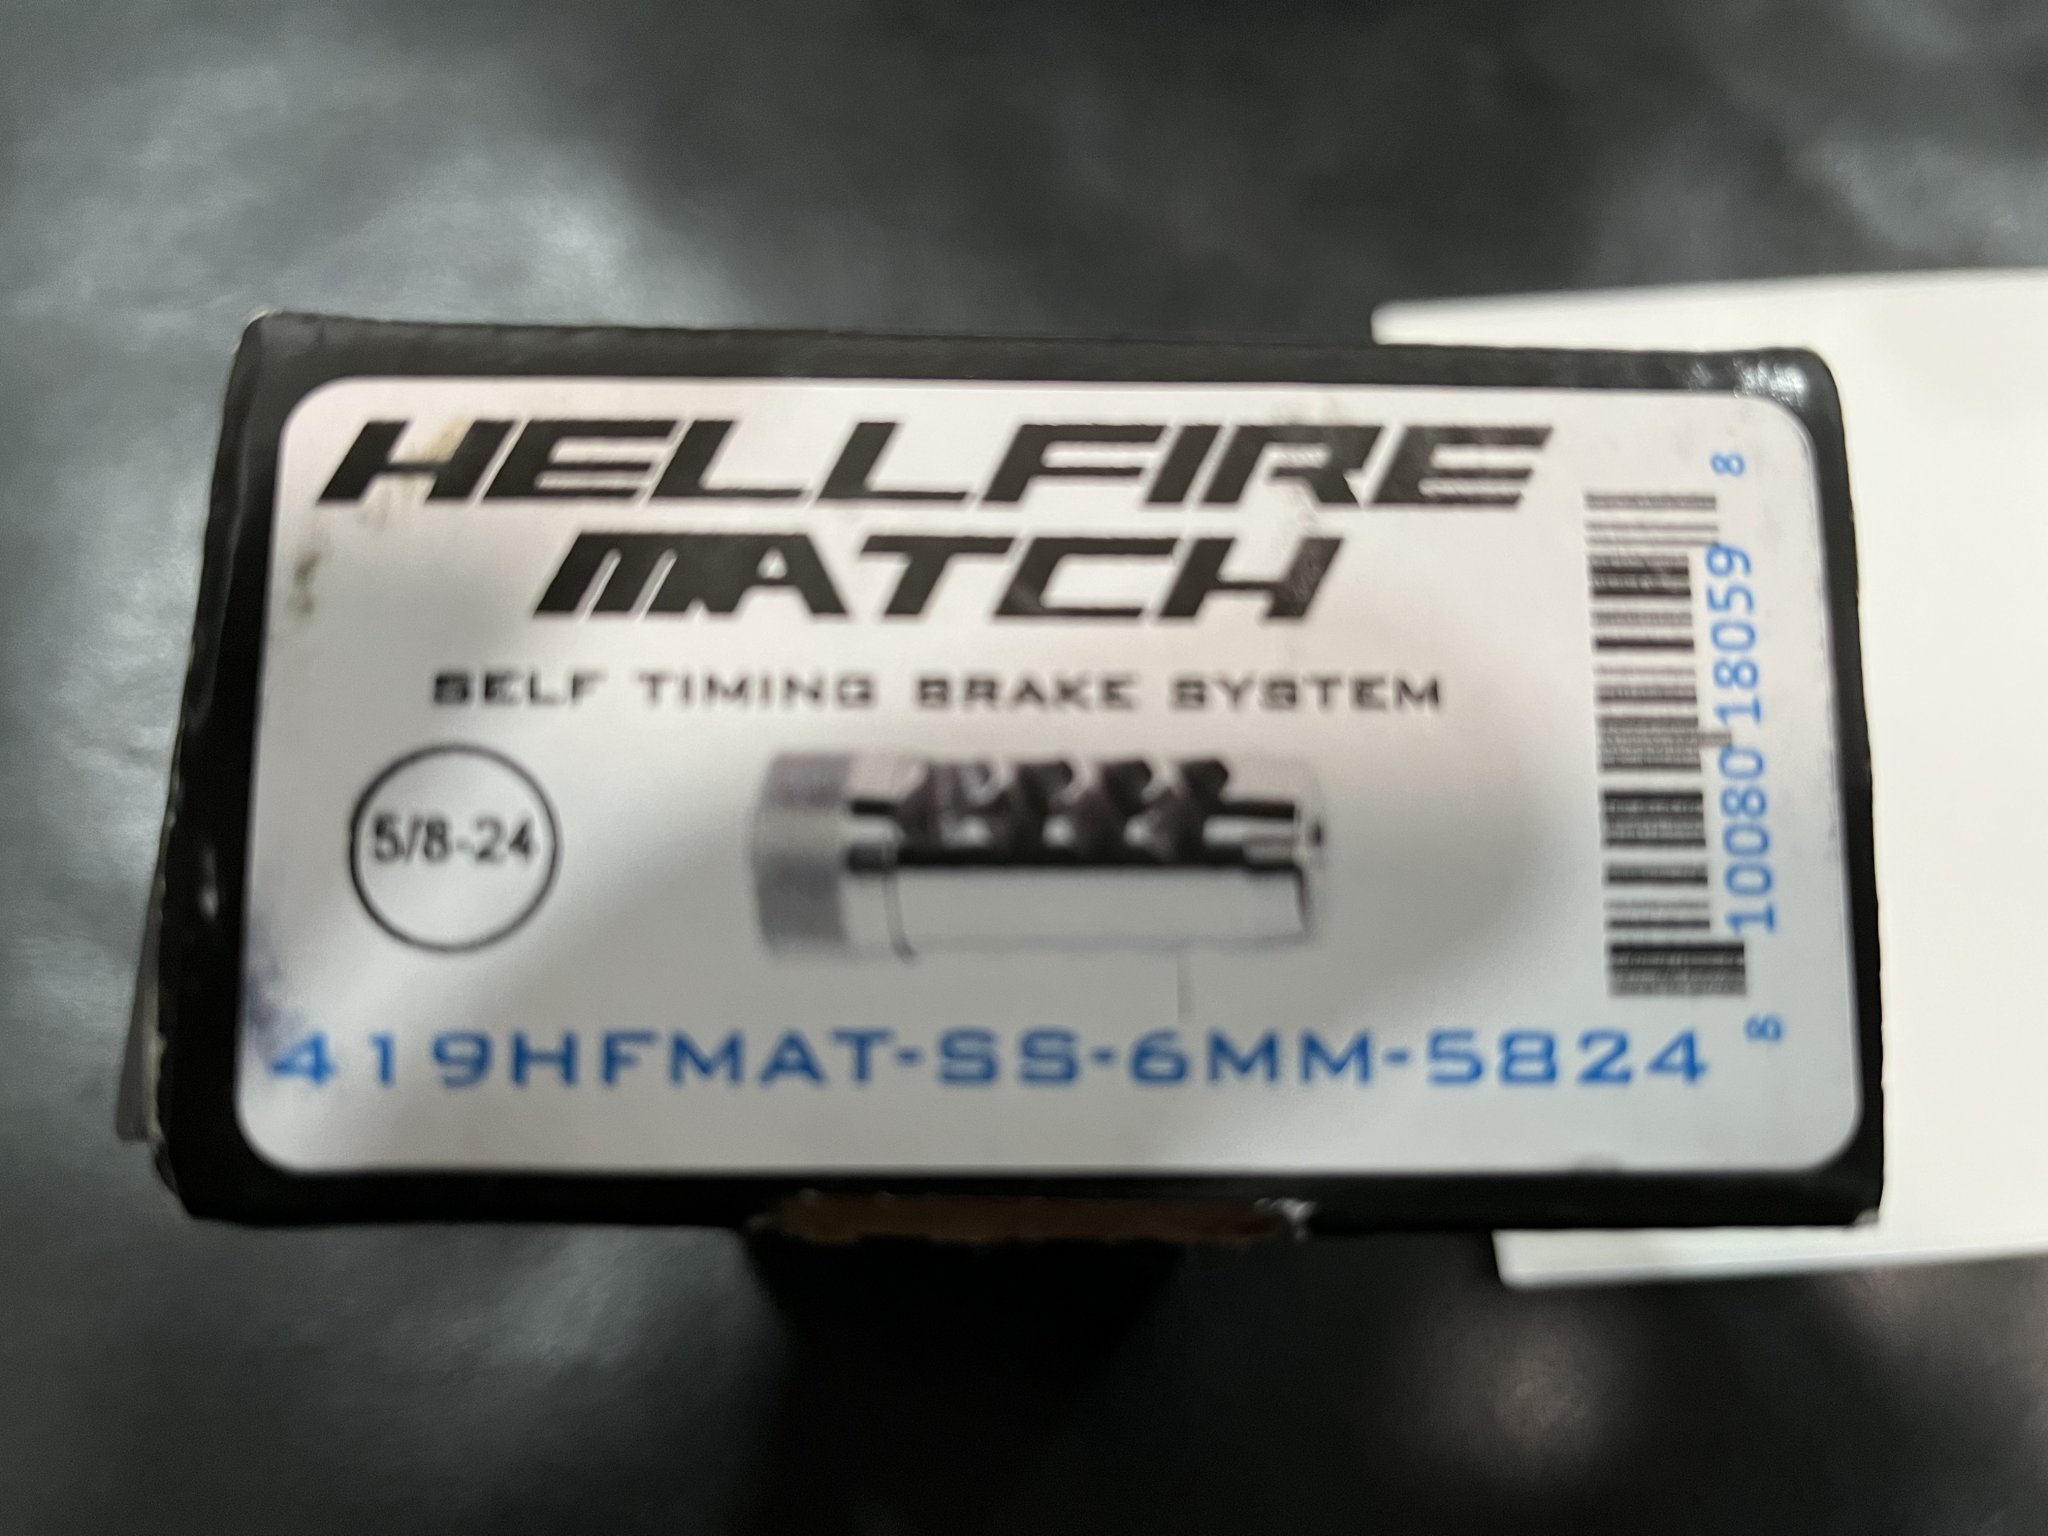 HELLFIRE
MATCH
SELF TIMING BRAKE SYSTEM
5/8-24
419HFMAT-SS-6MM-5824
8 10080 18059 8